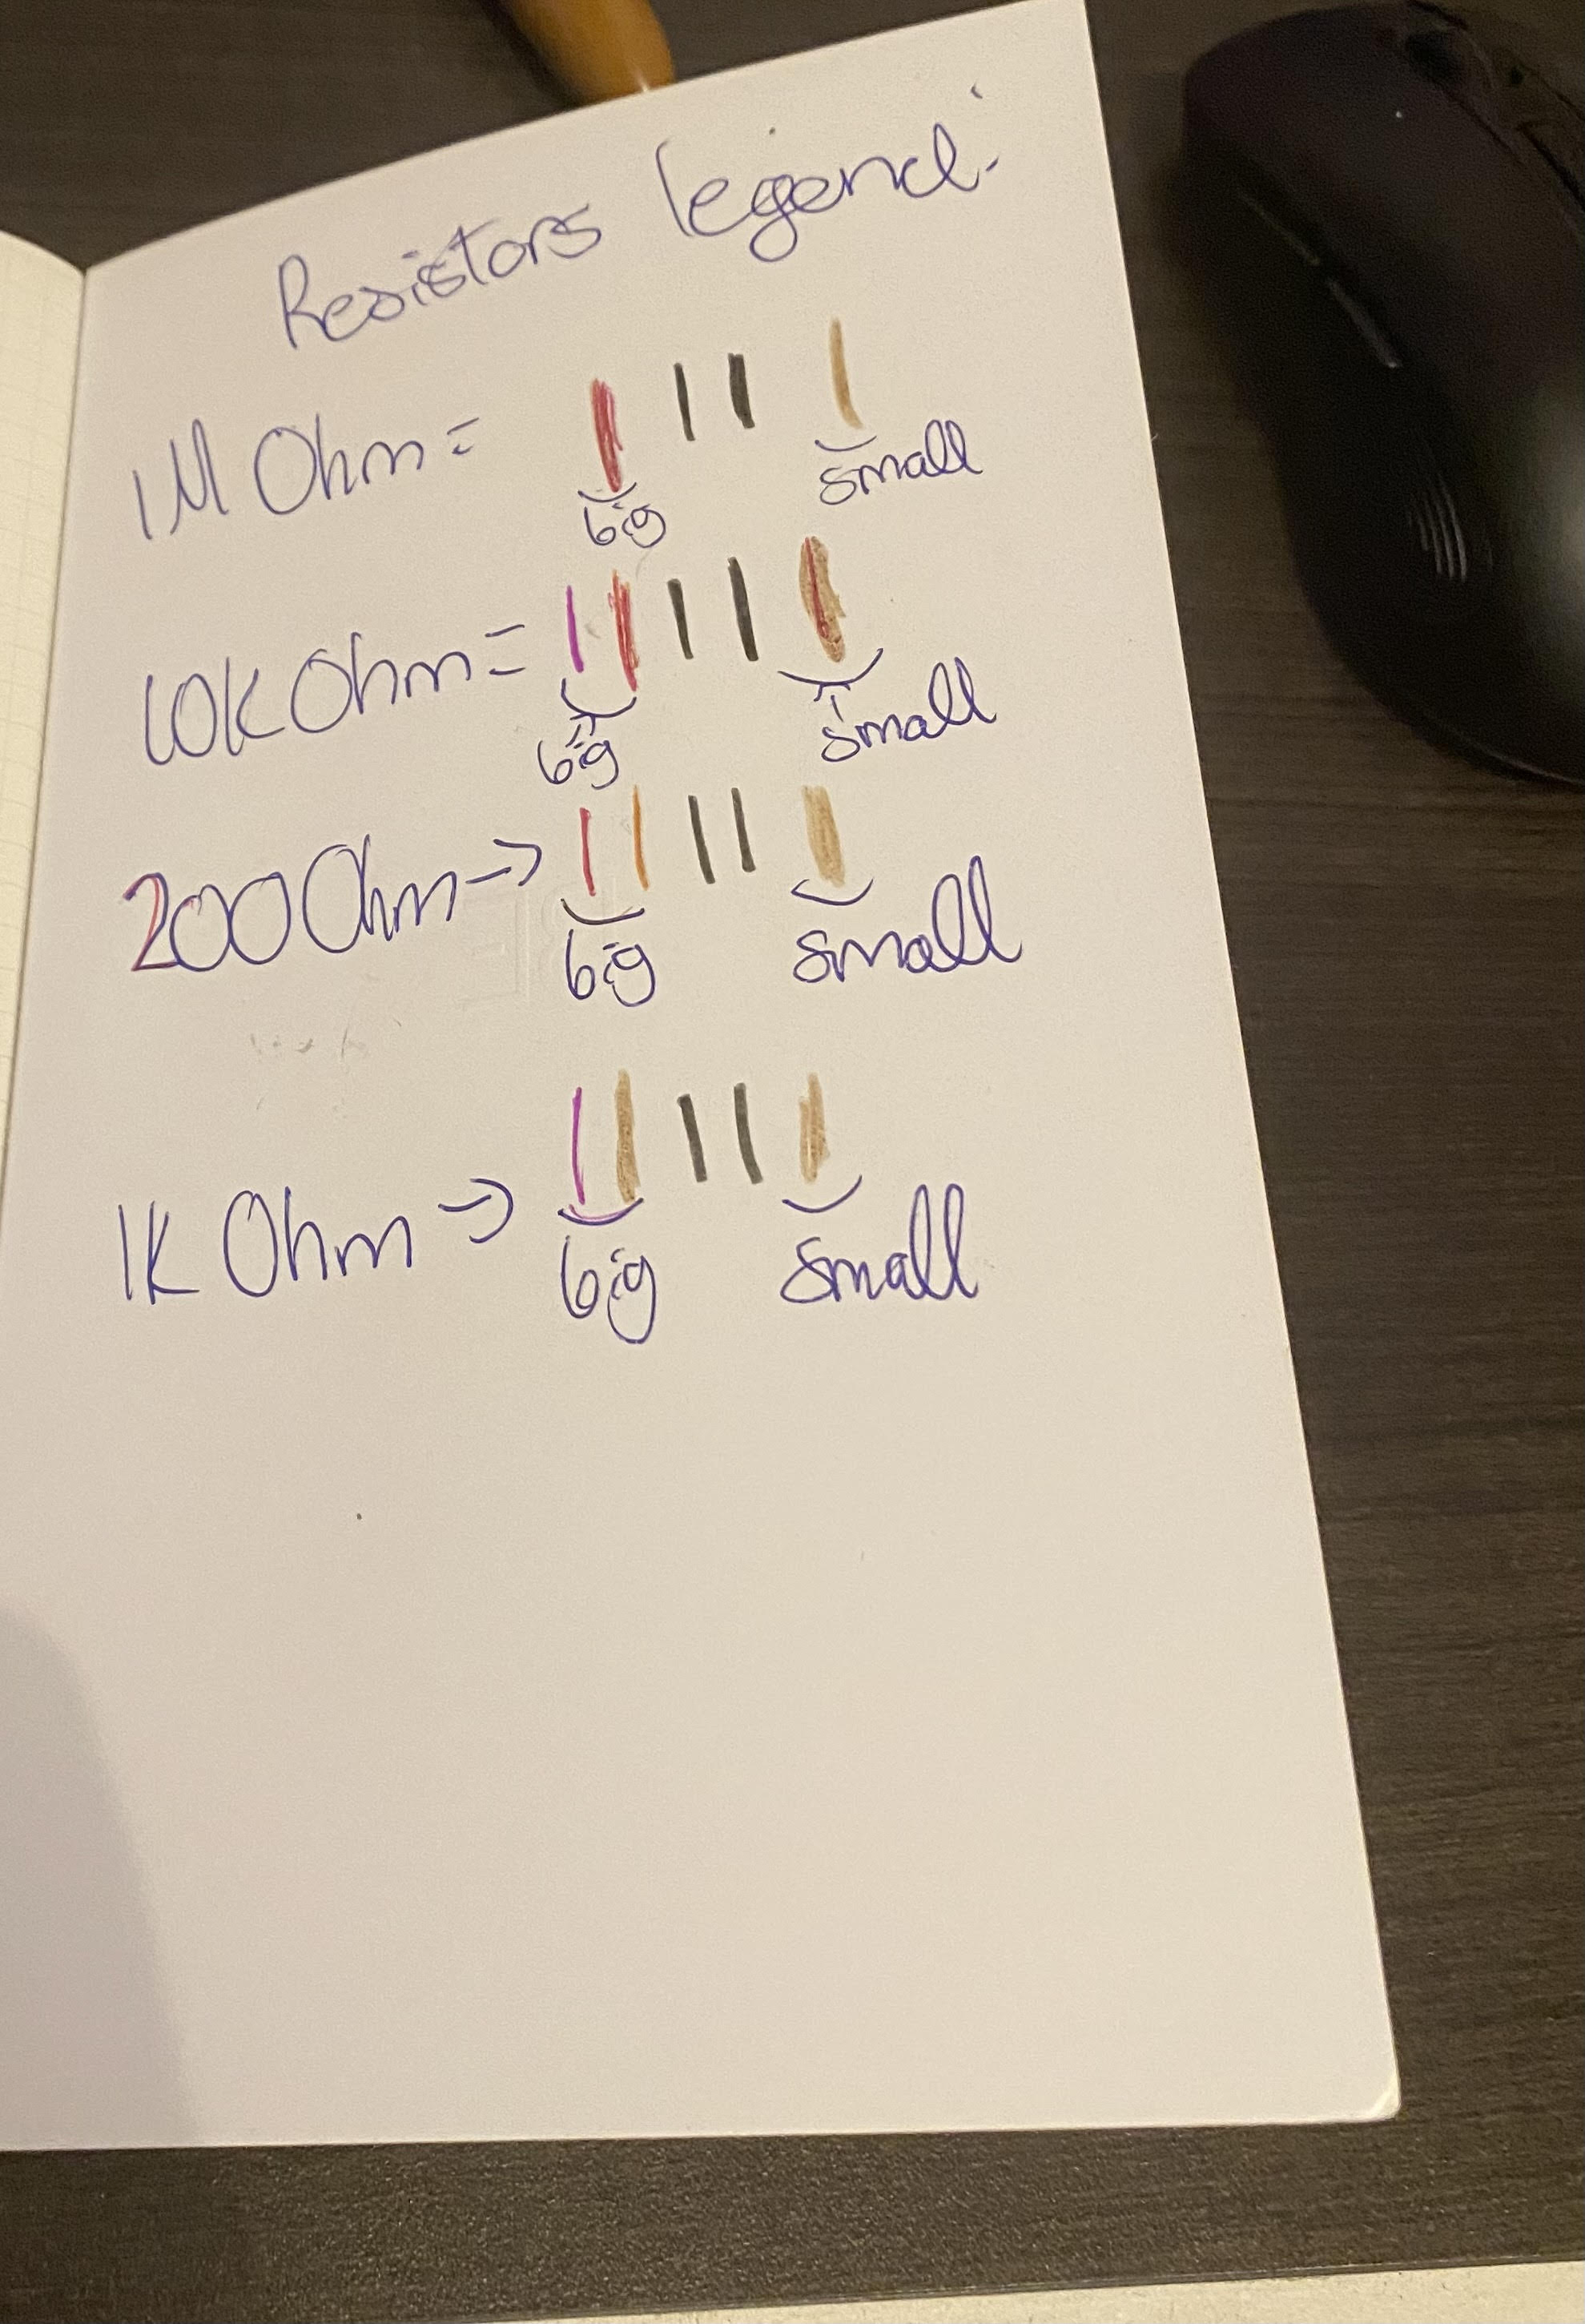 Resistors legend:
1M Ohm =
big small
10K Ohm =
big small
200 Ohm →
big small
1K Ohm →
big small